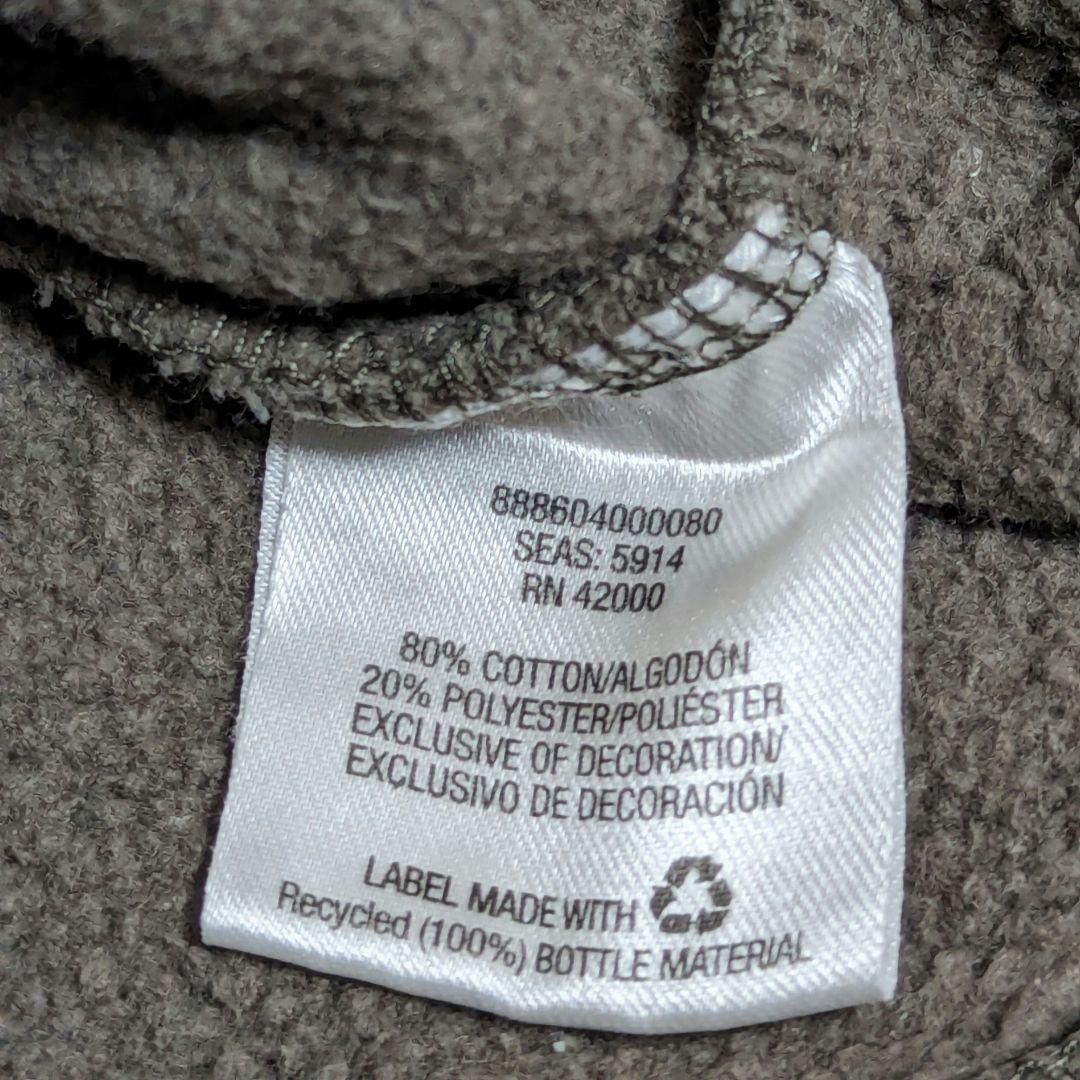 888604000080
SEAS: 5914
RN 42000
80% COTTON/ALGODÓN
20% POLYESTER/POLIÉSTER
EXCLUSIVE OF DECORATION/
EXCLUSIVO DE DECORACIÓN
LABEL MADE WITH
Recycled (100%) BOTTLE MATERIAL